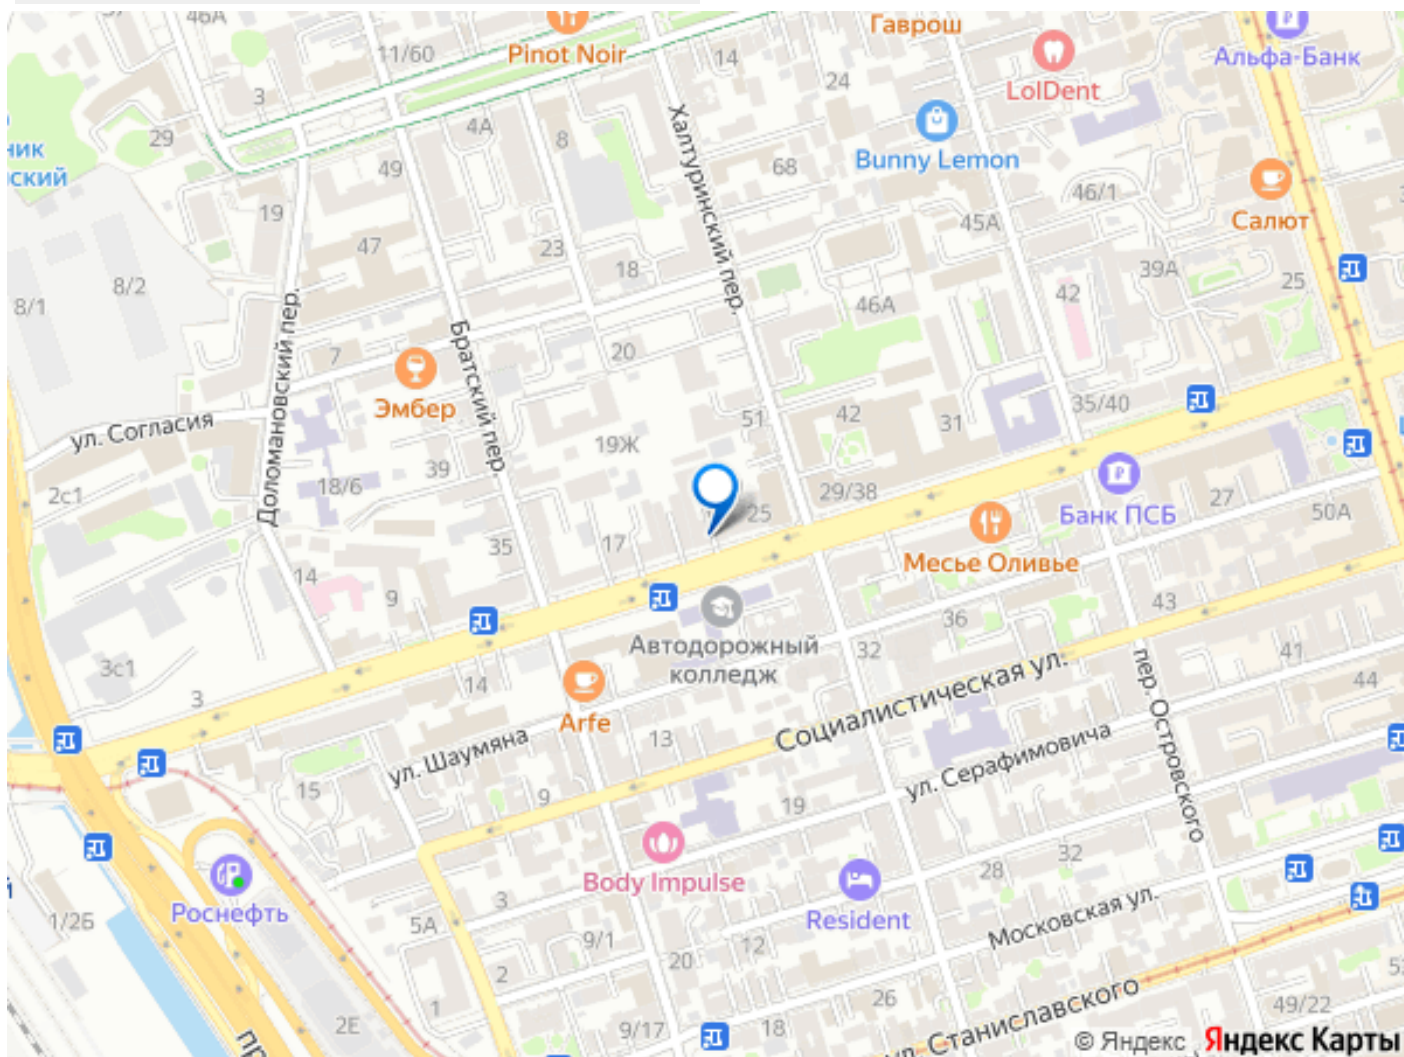 46А
Pinot Noir
Гаврош
Альфа-Банк
11/60
14
24
LolDent
3
29
4А
8
Халтуринский пер.
Bunny Lemon
ник
ский
49
68
46/1
Салют
19
47
23
18
45А
39А
25
8/2
8/1
Доломановский пер.
Братский пер.
46А
42
7
20
Эмбер
ул. Согласия
51
42
31
35/40
19Ж
39
2с1
18/6
25
29/38
Банк ПСБ
27
50А
35
17
Месье Оливье
14
9
36
43
Автодорожный
колледж
32
3с1
3
14
Arfe
Социалистическая ул.
пер. Островского
41
44
ул. Шаумяна
13
ул. Серафимовича
15
9
19
Body Impulse
Resident
28
32
Роснефть
й
1/26
5А
3
9/1
12
Московская ул.
20
2
1
2Е
26
9/17
18
ул. Станиславского
49/22
пр
© Яндекс Яндекс Карты